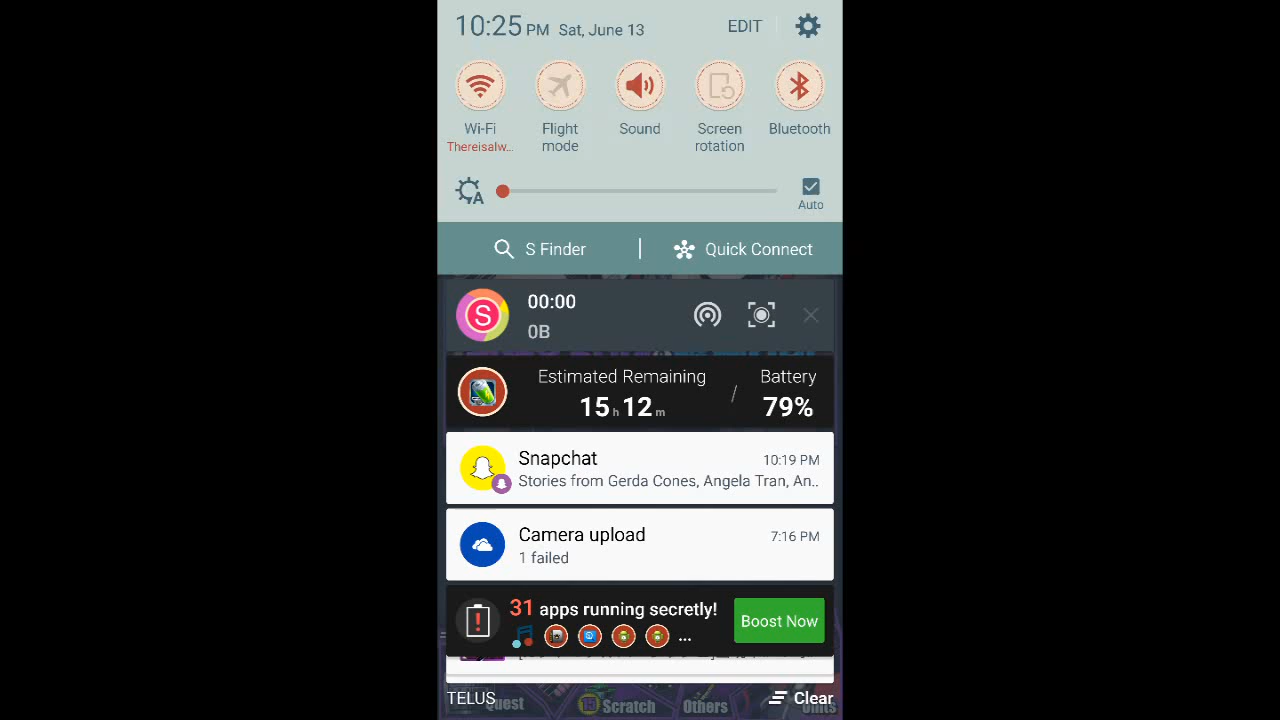 10:25 PM Sat, June 13 EDIT
Wi-Fi Flight mode Sound Screen rotation Bluetooth
Thereisalw...
A Auto
S Finder | Quick Connect
S 00:00
0B
Estimated Remaining / Battery
15 h 12 m 79%
Snapchat 10:19 PM
Stories from Gerda Cones, Angela Tran, An..
Camera upload 7:16 PM
1 failed
31 apps running secretly!
... Boost Now
TELUS Clear
Quest 15 Scratch Others Units